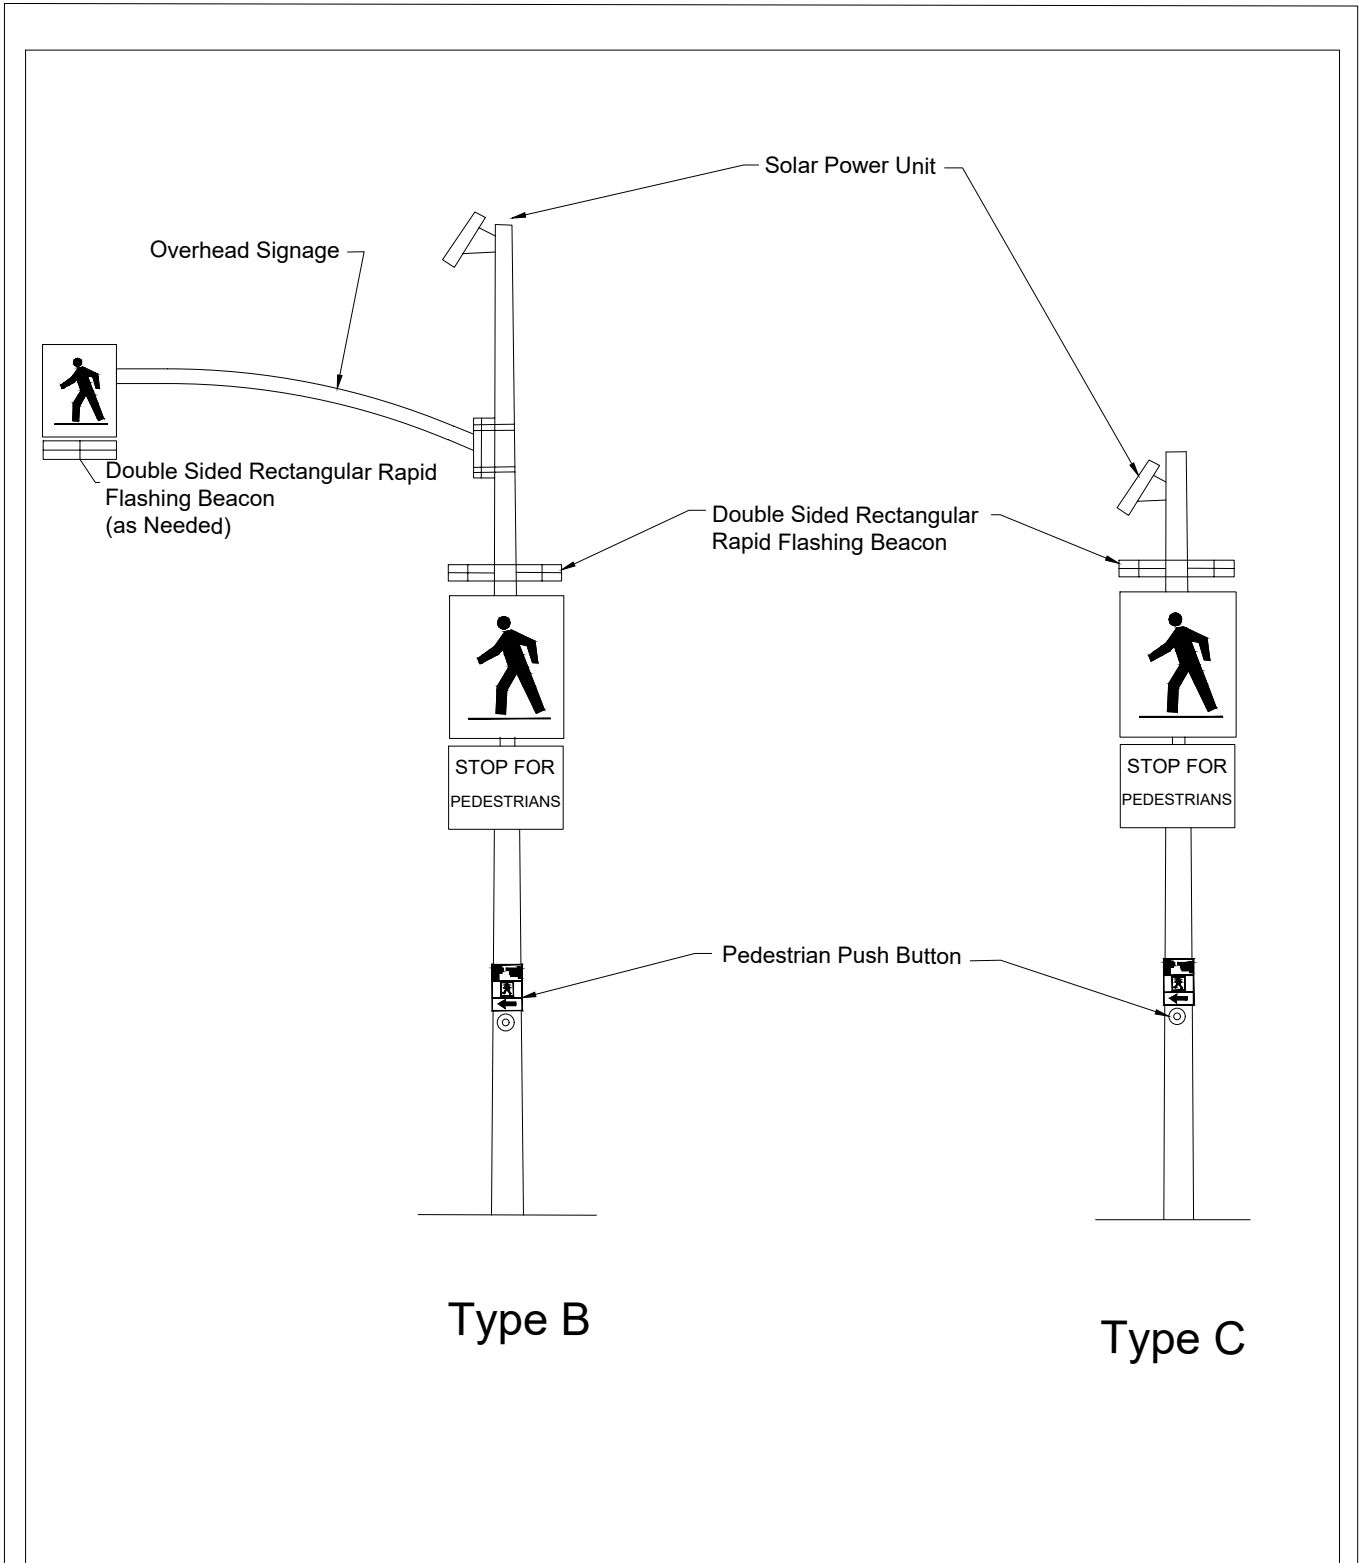 Solar Power Unit
Overhead Signage
Double Sided Rectangular Rapid
Flashing Beacon
(as Needed)
Double Sided Rectangular
Rapid Flashing Beacon
STOP FOR
PEDESTRIANS
STOP FOR
PEDESTRIANS
Pedestrian Push Button
Type B
Type C